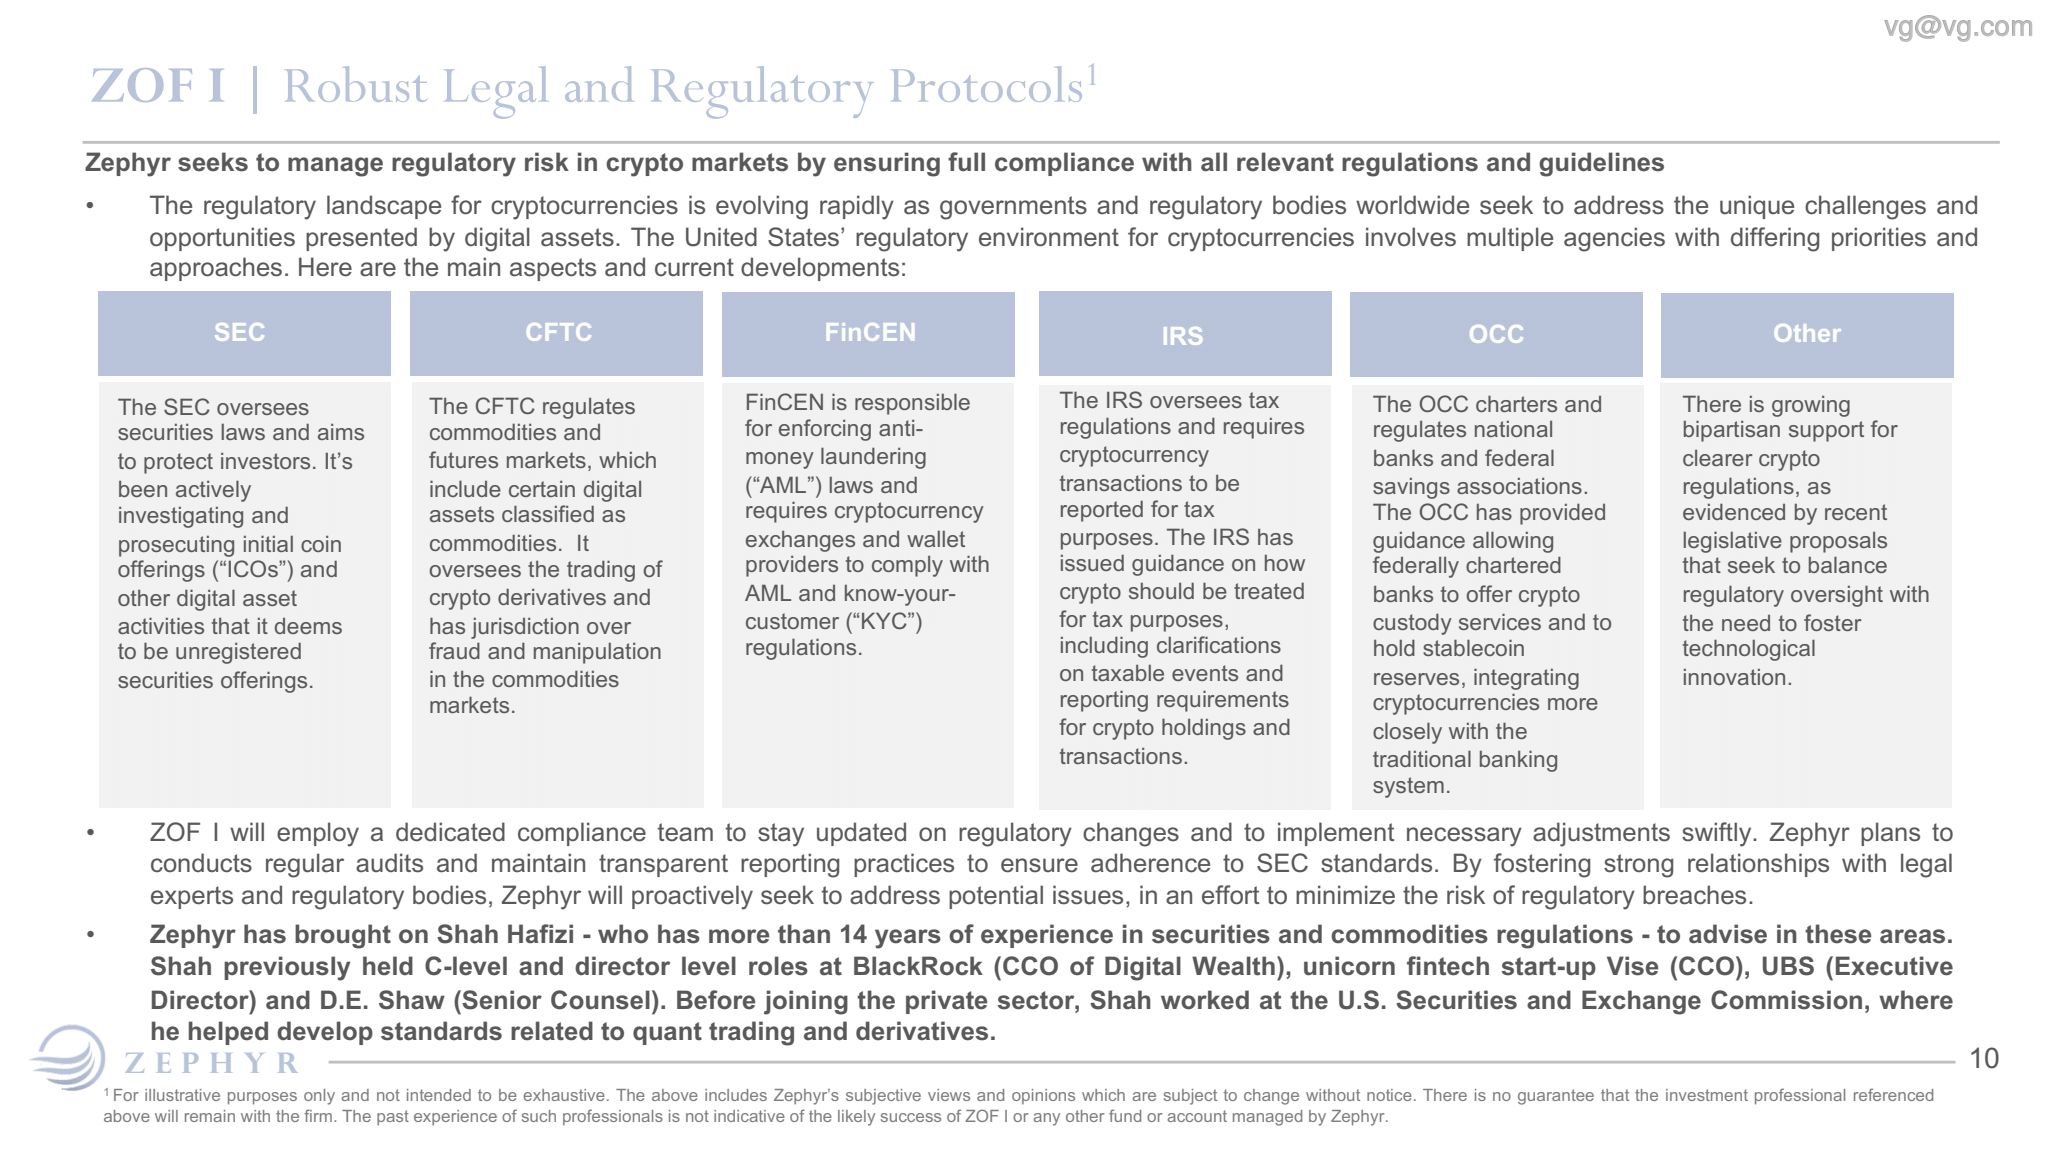 vg@vg.com
ZOF I | Robust Legal and Regulatory Protocols¹
Zephyr seeks to manage regulatory risk in crypto markets by ensuring full compliance with all relevant regulations and guidelines
• The regulatory landscape for cryptocurrencies is evolving rapidly as governments and regulatory bodies worldwide seek to address the unique challenges and
opportunities presented by digital assets. The United States’ regulatory environment for cryptocurrencies involves multiple agencies with differing priorities and
approaches. Here are the main aspects and current developments:
SEC
The SEC oversees
securities laws and aims
to protect investors. It’s
been actively
investigating and
prosecuting initial coin
offerings (“ICOs”) and
other digital asset
activities that it deems
to be unregistered
securities offerings.
CFTC
The CFTC regulates
commodities and
futures markets, which
include certain digital
assets classified as
commodities.  It
oversees the trading of
crypto derivatives and
has jurisdiction over
fraud and manipulation
in the commodities
markets.
FinCEN
FinCEN is responsible
for enforcing anti-
money laundering
(“AML”) laws and
requires cryptocurrency
exchanges and wallet
providers to comply with
AML and know-your-
customer (“KYC”)
regulations.
IRS
The IRS oversees tax
regulations and requires
cryptocurrency
transactions to be
reported for tax
purposes. The IRS has
issued guidance on how
crypto should be treated
for tax purposes,
including clarifications
on taxable events and
reporting requirements
for crypto holdings and
transactions.
OCC
The OCC charters and
regulates national
banks and federal
savings associations.
The OCC has provided
guidance allowing
federally chartered
banks to offer crypto
custody services and to
hold stablecoin
reserves, integrating
cryptocurrencies more
closely with the
traditional banking
system.
Other
There is growing
bipartisan support for
clearer crypto
regulations, as
evidenced by recent
legislative proposals
that seek to balance
regulatory oversight with
the need to foster
technological
innovation.
• ZOF I will employ a dedicated compliance team to stay updated on regulatory changes and to implement necessary adjustments swiftly. Zephyr plans to
conducts regular audits and maintain transparent reporting practices to ensure adherence to SEC standards. By fostering strong relationships with legal
experts and regulatory bodies, Zephyr will proactively seek to address potential issues, in an effort to minimize the risk of regulatory breaches.
• Zephyr has brought on Shah Hafizi - who has more than 14 years of experience in securities and commodities regulations - to advise in these areas.
Shah previously held C-level and director level roles at BlackRock (CCO of Digital Wealth), unicorn fintech start-up Vise (CCO), UBS (Executive
Director) and D.E. Shaw (Senior Counsel). Before joining the private sector, Shah worked at the U.S. Securities and Exchange Commission, where
he helped develop standards related to quant trading and derivatives.
ZEPHYR
10
¹ For illustrative purposes only and not intended to be exhaustive. The above includes Zephyr’s subjective views and opinions which are subject to change without notice. There is no guarantee that the investment professional referenced
above will remain with the firm. The past experience of such professionals is not indicative of the likely success of ZOF I or any other fund or account managed by Zephyr.